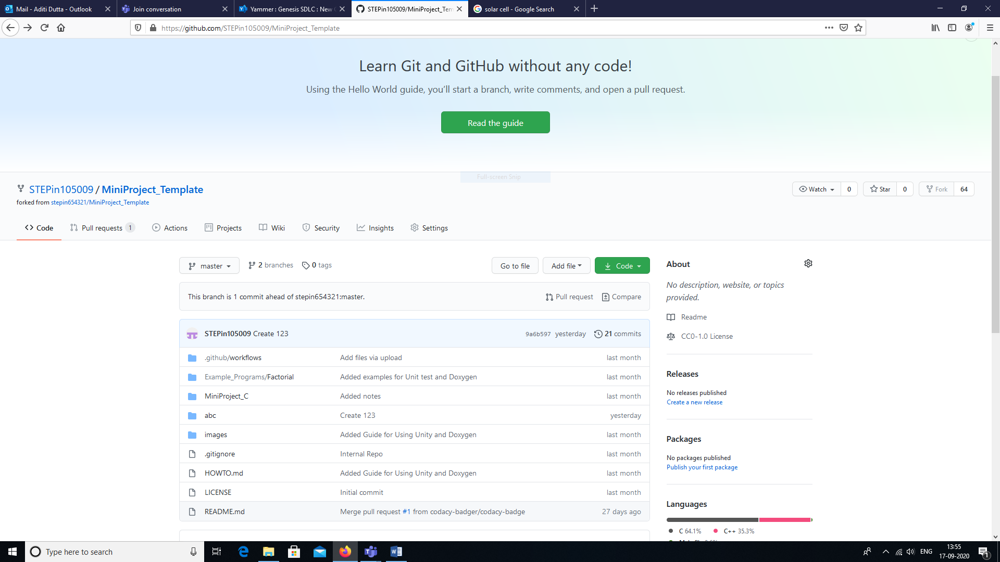 Mail - Aditi Dutta - Outlook
Join conversation
Yammer : Genesis SDLC : New
STEPin105009/MiniProject_Tem
solar cell - Google Search
https://github.com/STEPin105009/MiniProject_Template
Learn Git and GitHub without any code!
Using the Hello World guide, you’ll start a branch, write comments, and open a pull request.
Read the guide
Full-screen Snip
STEPin105009 / MiniProject_Template
forked from stepin654321/MiniProject_Template
Watch 0 Star 0 Fork 64
Code Pull requests 1 Actions Projects Wiki Security Insights Settings
master 2 branches 0 tags Go to file Add file Code
This branch is 1 commit ahead of stepin654321:master. Pull request Compare
STEPin105009 Create 123 9a6b597 yesterday 21 commits
.github/workflows Add files via upload last month
Example_Programs/Factorial Added examples for Unit test and Doxygen last month
MiniProject_C Added notes last month
abc Create 123 yesterday
images Added Guide for Using Unity and Doxygen last month
.gitignore Internal Repo last month
HOWTO.md Added Guide for Using Unity and Doxygen last month
LICENSE Initial commit last month
README.md Merge pull request #1 from codacy-badger/codacy-badge 27 days ago
About
No description, website, or topics
provided.
Readme
CC0-1.0 License
Releases
No releases published
Create a new release
Packages
No packages published
Publish your first package
Languages
C 64.1% C++ 35.3%
Type here to search
ENG
13:55
17-09-2020
1